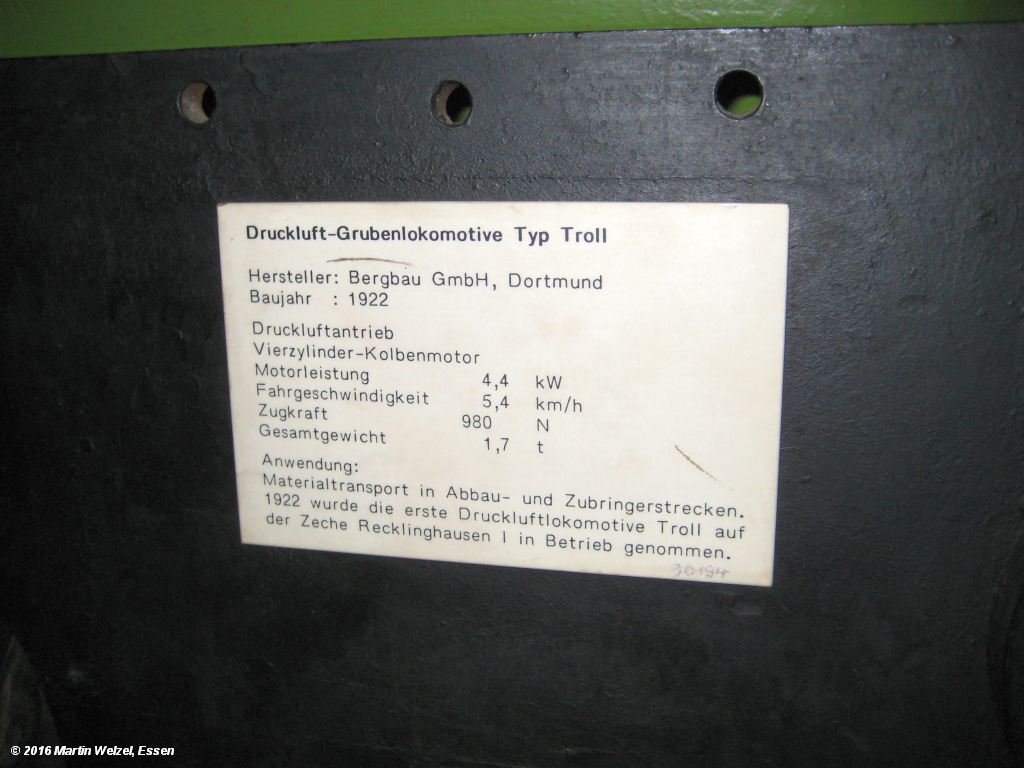 Druckluft-Grubenlokomotive Typ Troll
Hersteller: Bergbau GmbH, Dortmund
Baujahr : 1922
Druckluftantrieb
Vierzylinder-Kolbenmotor
Motorleistung 4,4 kW
Fahrgeschwindigkeit 5,4 km/h
Zugkraft 980 N
Gesamtgewicht 1,7 t
Anwendung:
Materialtransport in Abbau- und Zubringerstrecken.
1922 wurde die erste Druckluftlokomotive Troll auf
der Zeche Recklinghausen I in Betrieb genommen.
© 2016 Martin Welzel, Essen